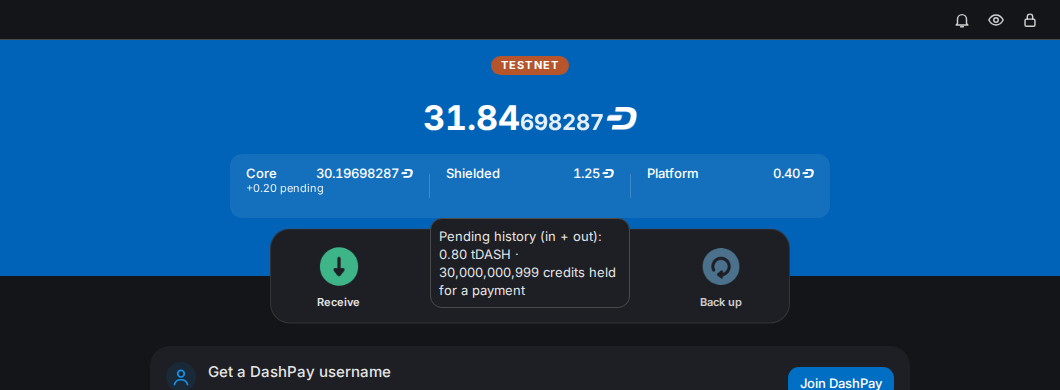 TESTNET
31.84698287
Core 30.19698287
+0.20 pending
Shielded 1.25
Platform 0.40
Pending history (in + out):
0.80 tDASH ·
30,000,000,999 credits held
for a payment
Receive
Back up
Get a DashPay username
Join DashPay